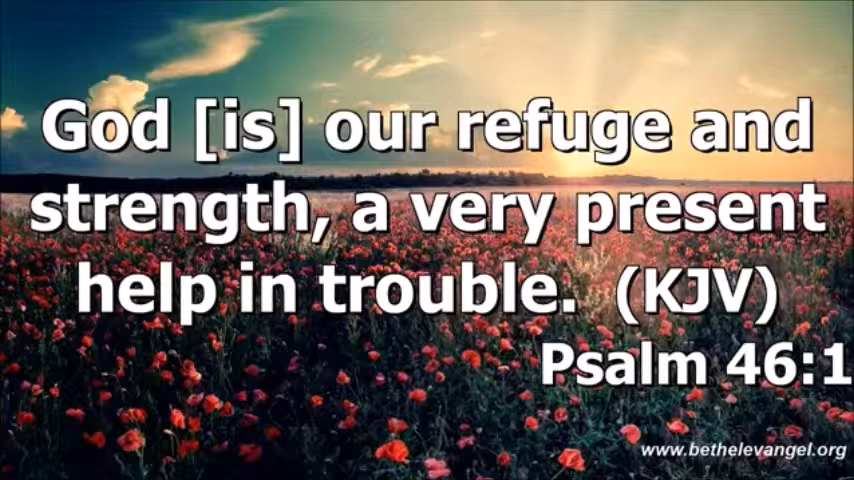 God [is] our refuge and
strength, a very present
help in trouble. (KJV)
Psalm 46:1
www.bethelevangel.org